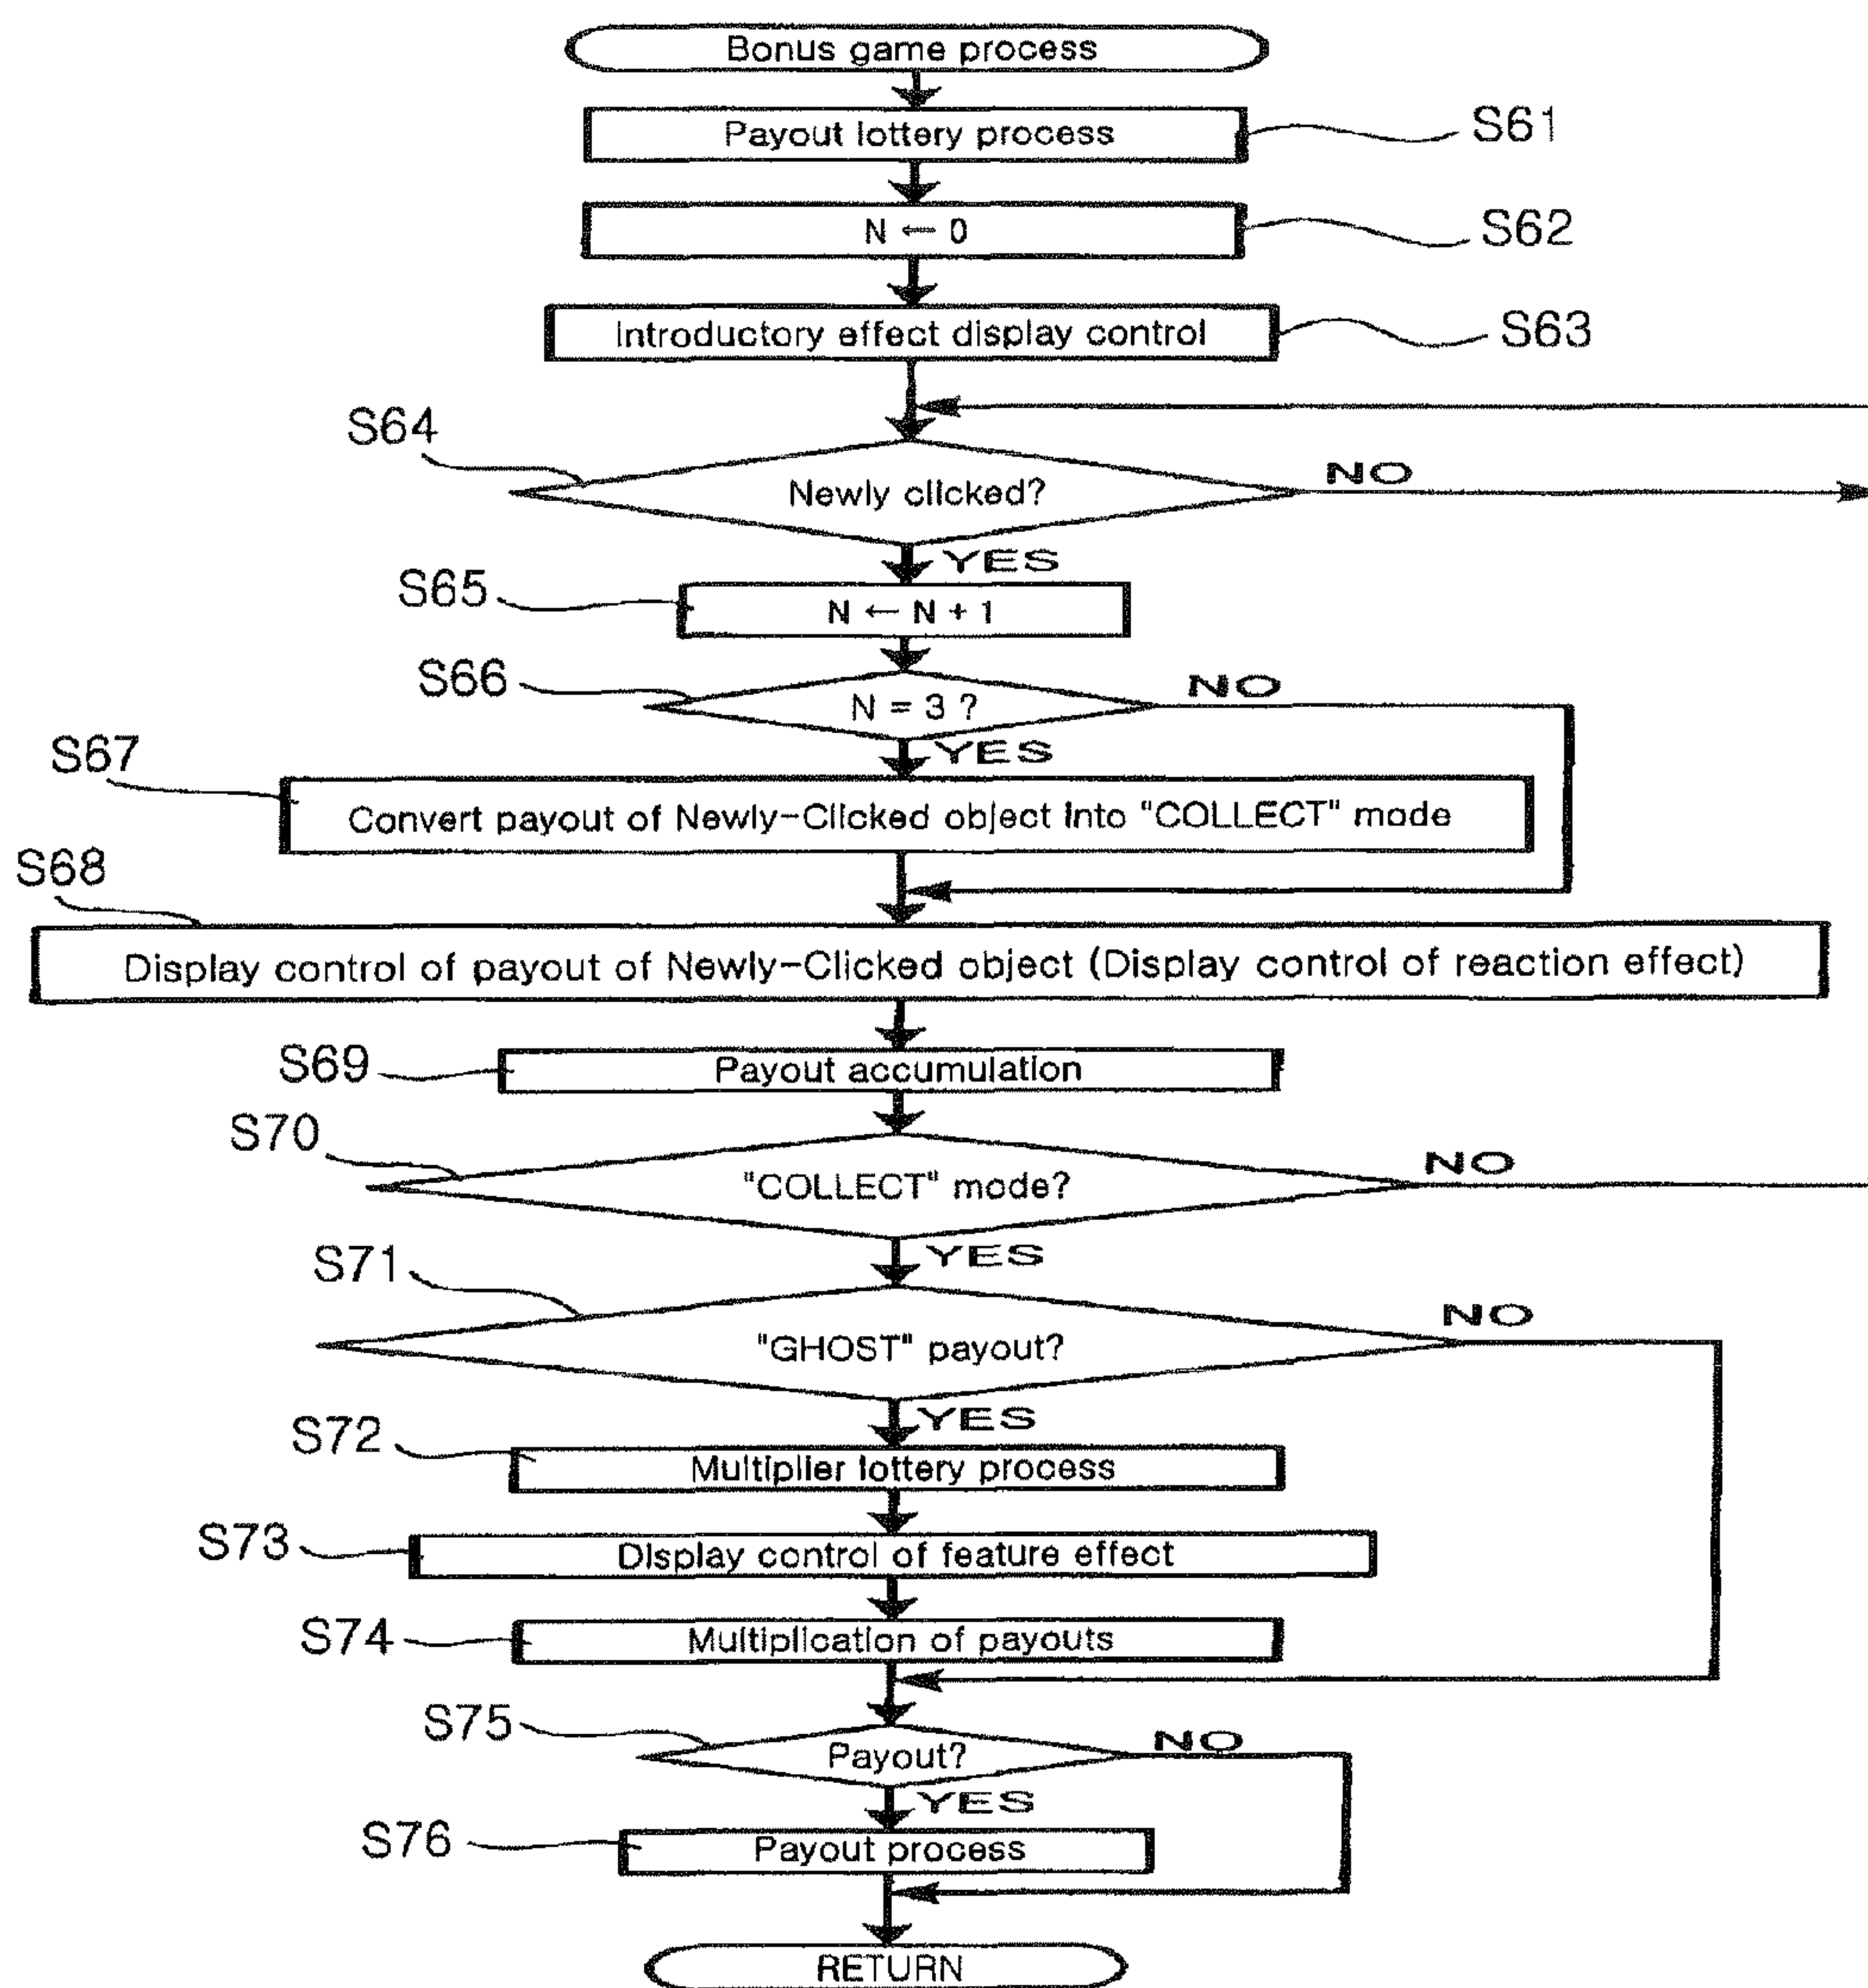 Bonus game process
Payout lottery process
S61
N ← 0
S62
Introductory effect display control
S63
S64
Newly clicked?
NO
YES
S65
N ← N + 1
S66
N = 3 ?
NO
YES
S67
Convert payout of Newly-Clicked object into "COLLECT" mode
S68
Display control of payout of Newly-Clicked object (Display control of reaction effect)
S69
Payout accumulation
S70
"COLLECT" mode?
NO
YES
S71
"GHOST" payout?
NO
YES
S72
Multiplier lottery process
S73
Display control of feature effect
S74
Multiplication of payouts
S75
Payout?
NO
YES
S76
Payout process
RETURN